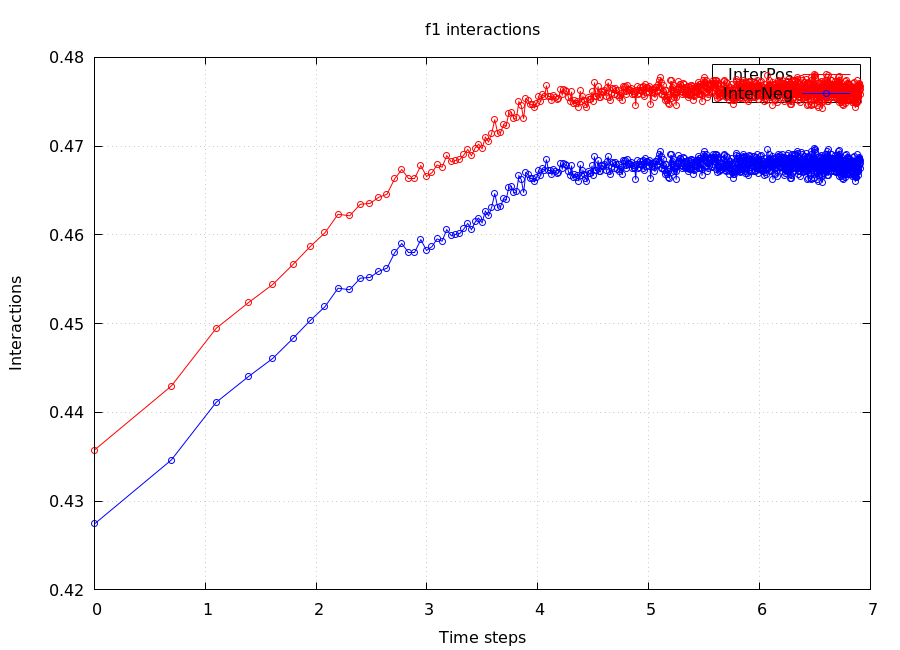 f1 interactions
0.48
0.47
0.46
0.45
0.44
0.43
0.42
Interactions
InterPos
InterNeg
0 1 2 3 4 5 6 7
Time steps